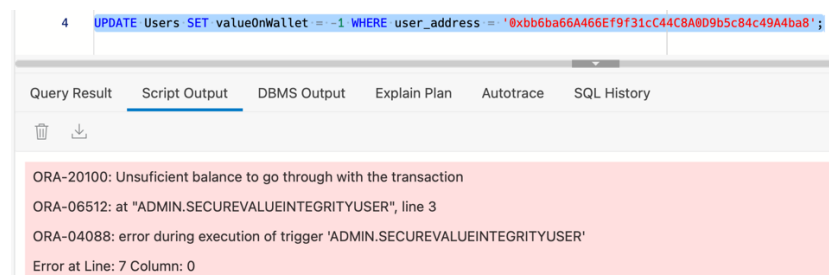 4 UPDATE Users SET valueOnWallet = -1 WHERE user_address = '0xbb6ba66A466Ef9f31cC44C8A0D9b5c84c49A4ba8';
Query Result Script Output DBMS Output Explain Plan Autotrace SQL History
ORA-20100: Unsuficient balance to go through with the transaction
ORA-06512: at "ADMIN.SECUREVALUEINTEGRITYUSER", line 3
ORA-04088: error during execution of trigger 'ADMIN.SECUREVALUEINTEGRITYUSER'
Error at Line: 7 Column: 0